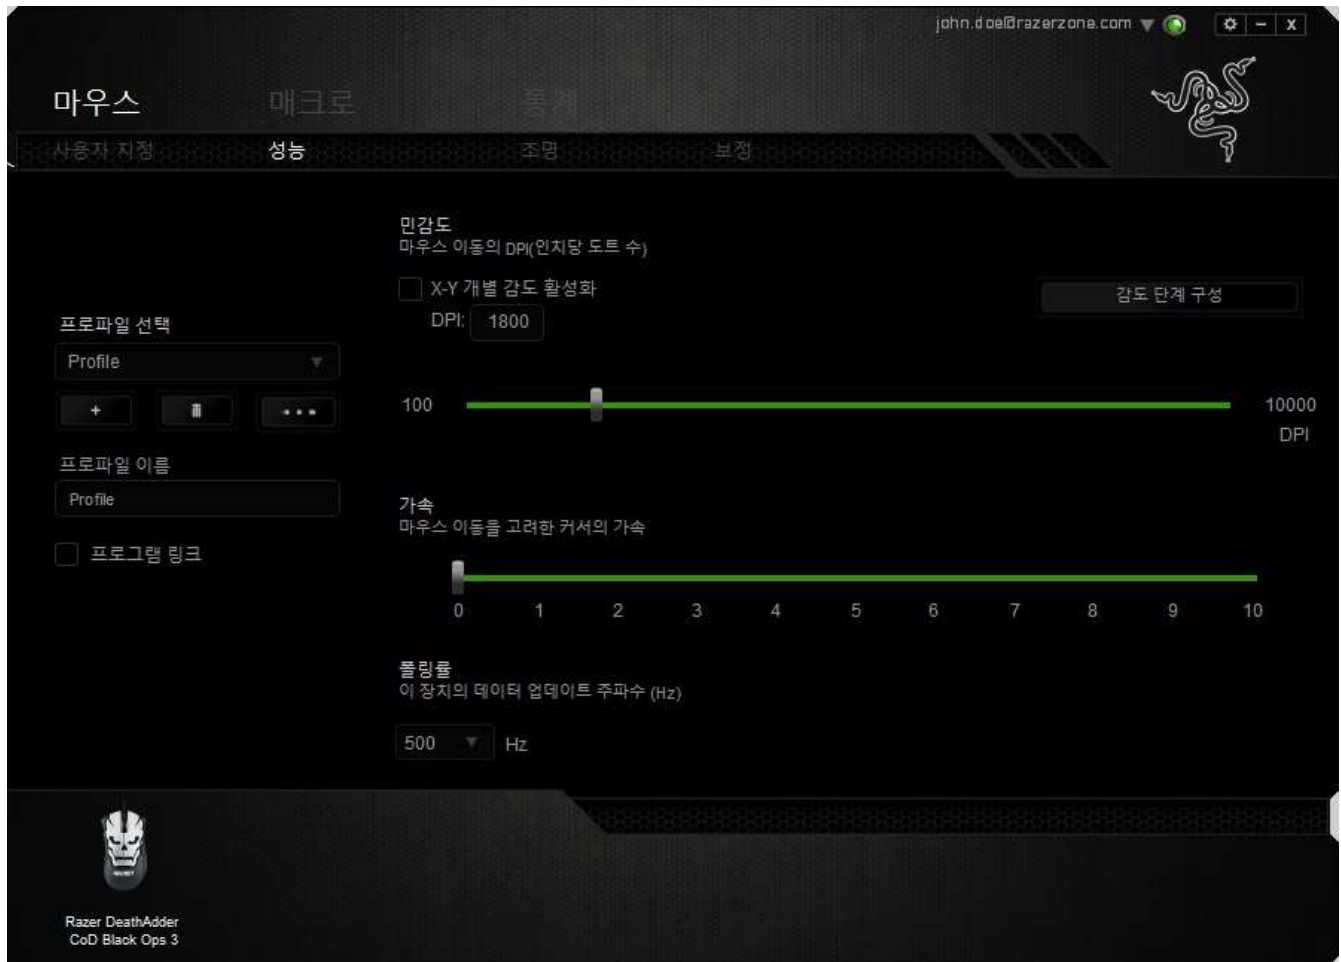 john.doe@razerzone.com
마우스 매크로 통계
사용자 지정 성능 조명 보정
민감도
마우스 이동의 DPI(인치당 도트 수)
X-Y 개별 감도 활성화
감도 단계 구성
DPI: 1800
프로파일 선택
Profile
100
10000
DPI
프로파일 이름
Profile
프로그램 링크
가속
마우스 이동을 고려한 커서의 가속
0 1 2 3 4 5 6 7 8 9 10
폴링률
이 장치의 데이터 업데이트 주파수 (Hz)
500 Hz
Razer DeathAdder
CoD Black Ops 3